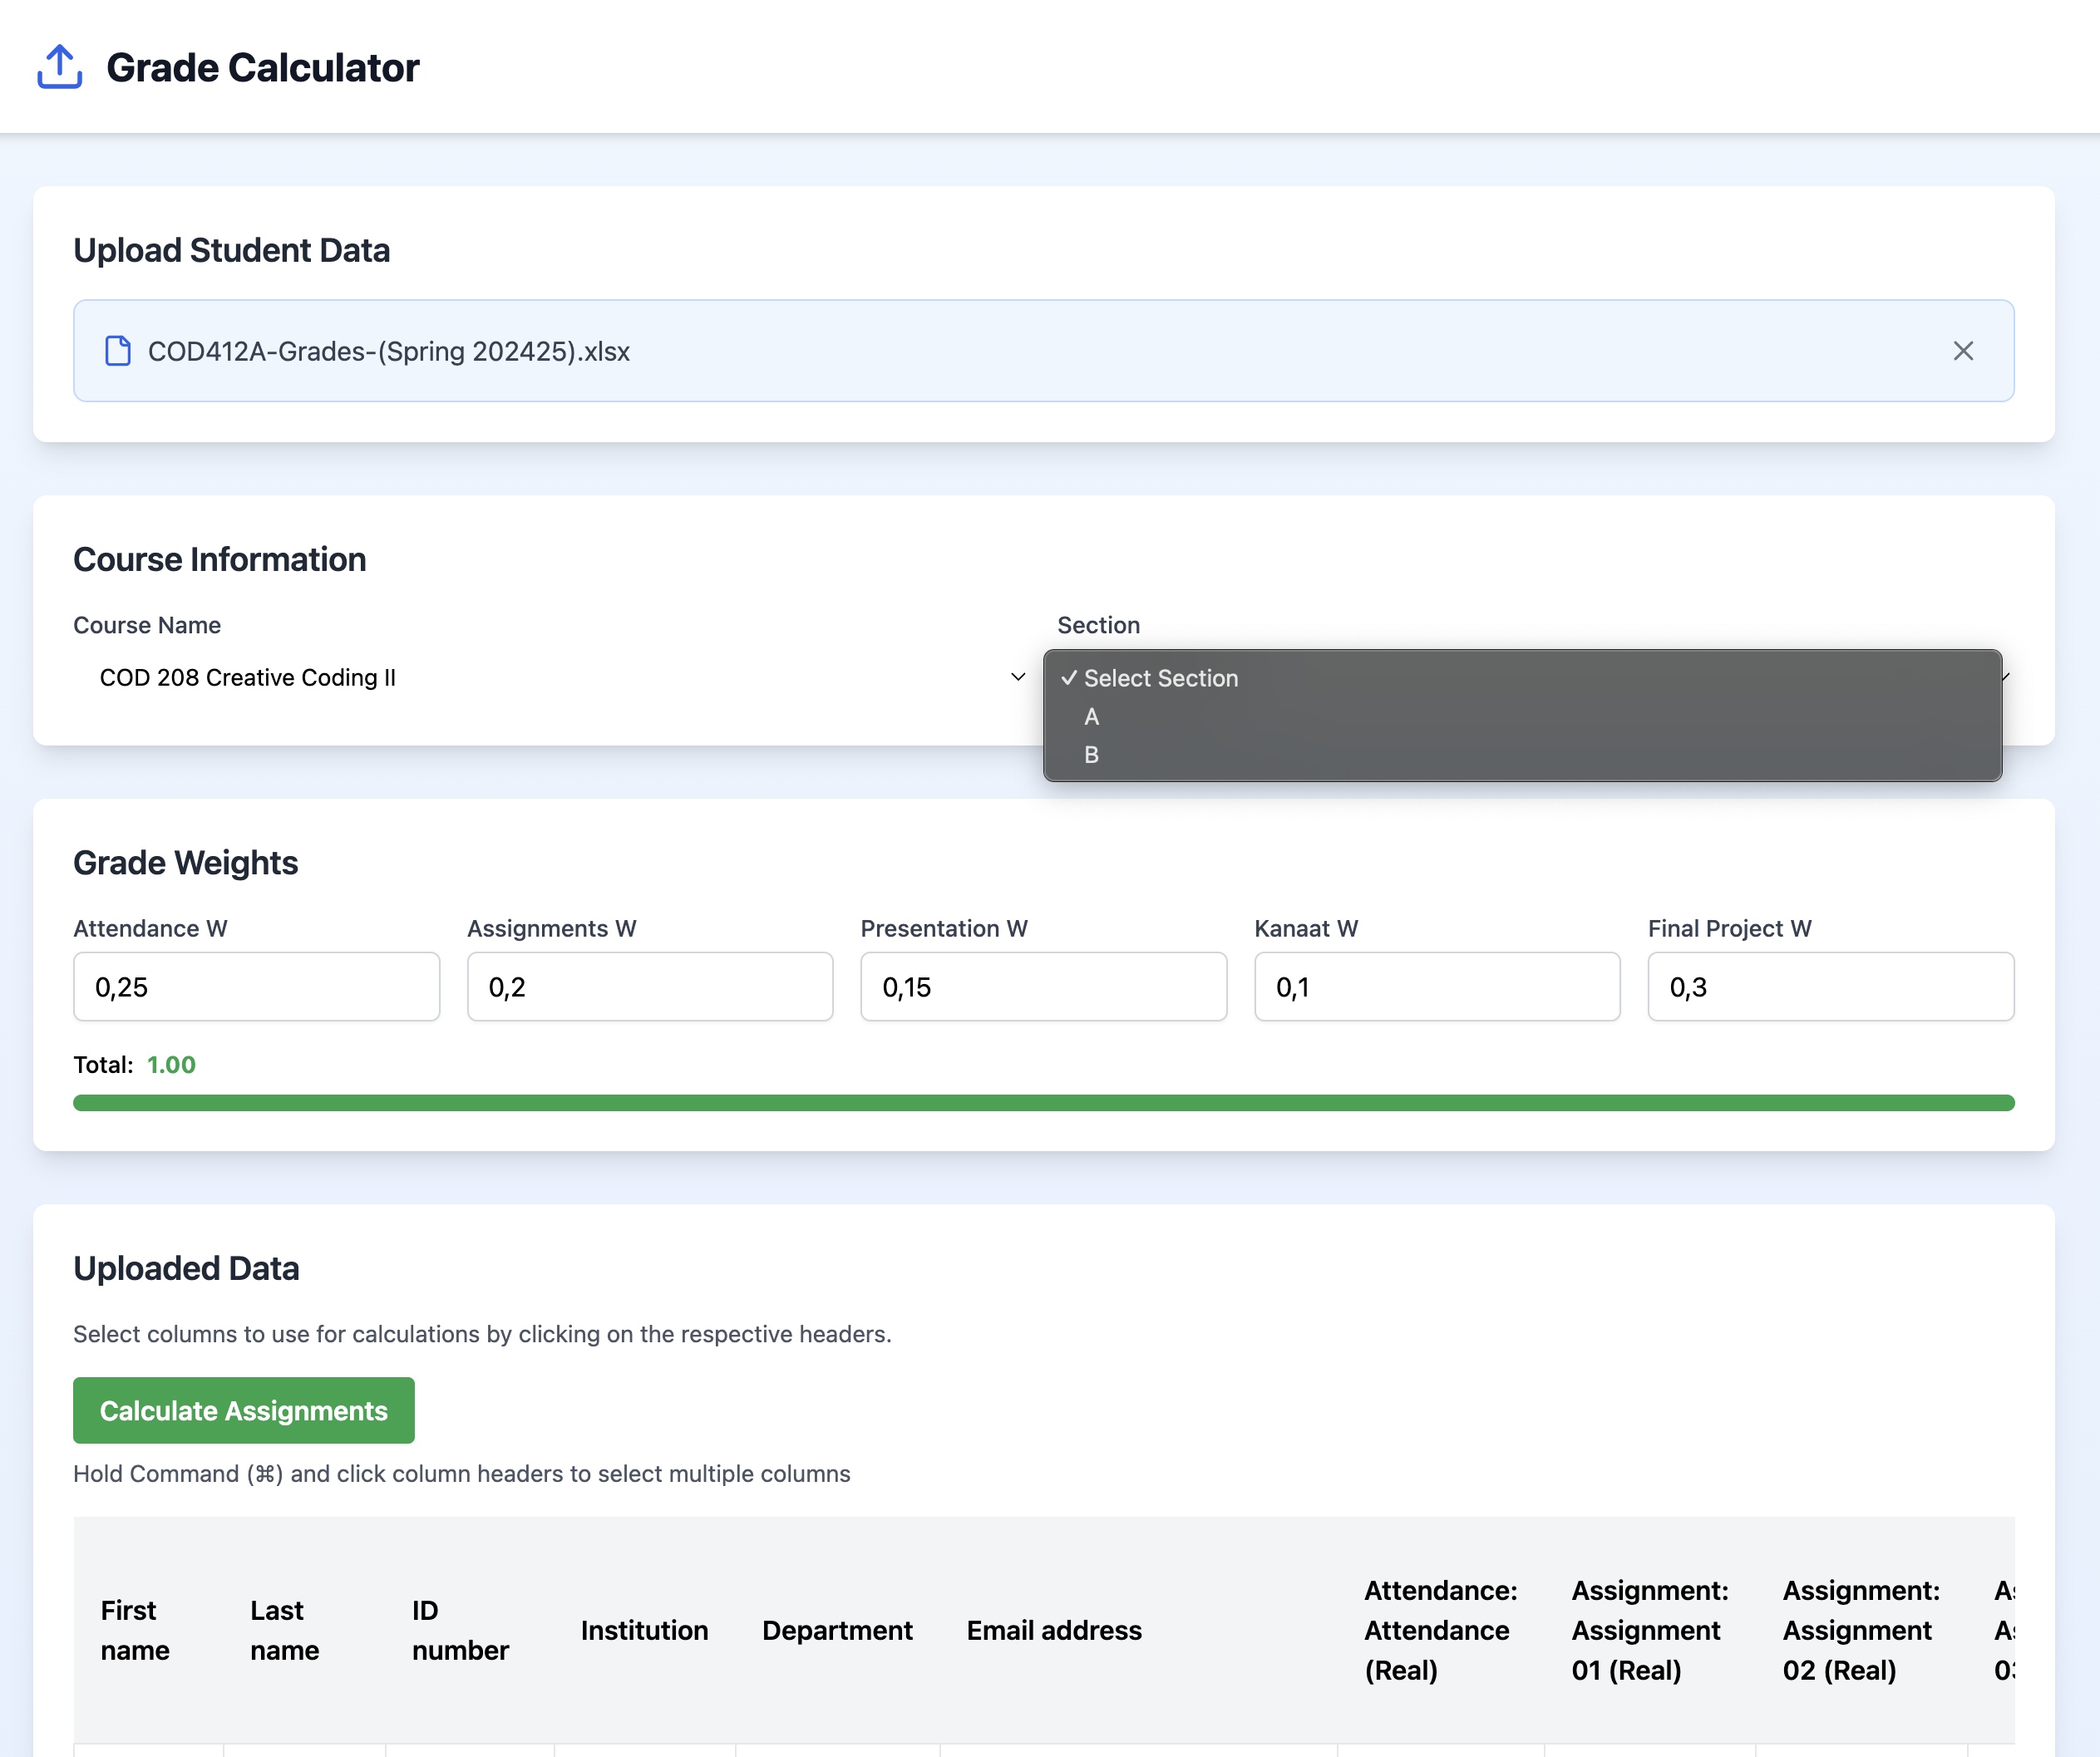 Grade Calculator
Upload Student Data
COD412A-Grades-(Spring 202425).xlsx
Course Information
Course Name
Section
COD 208 Creative Coding II
✓ Select Section
A
B
Grade Weights
Attendance W
Assignments W
Presentation W
Kanaat W
Final Project W
0,25
0,2
0,15
0,1
0,3
Total: 1.00
Uploaded Data
Select columns to use for calculations by clicking on the respective headers.
Calculate Assignments
Hold Command (⌘) and click column headers to select multiple columns
First
name
Last
name
ID
number
Institution
Department
Email address
Attendance:
Attendance
(Real)
Assignment:
Assignment
01 (Real)
Assignment:
Assignment
02 (Real)